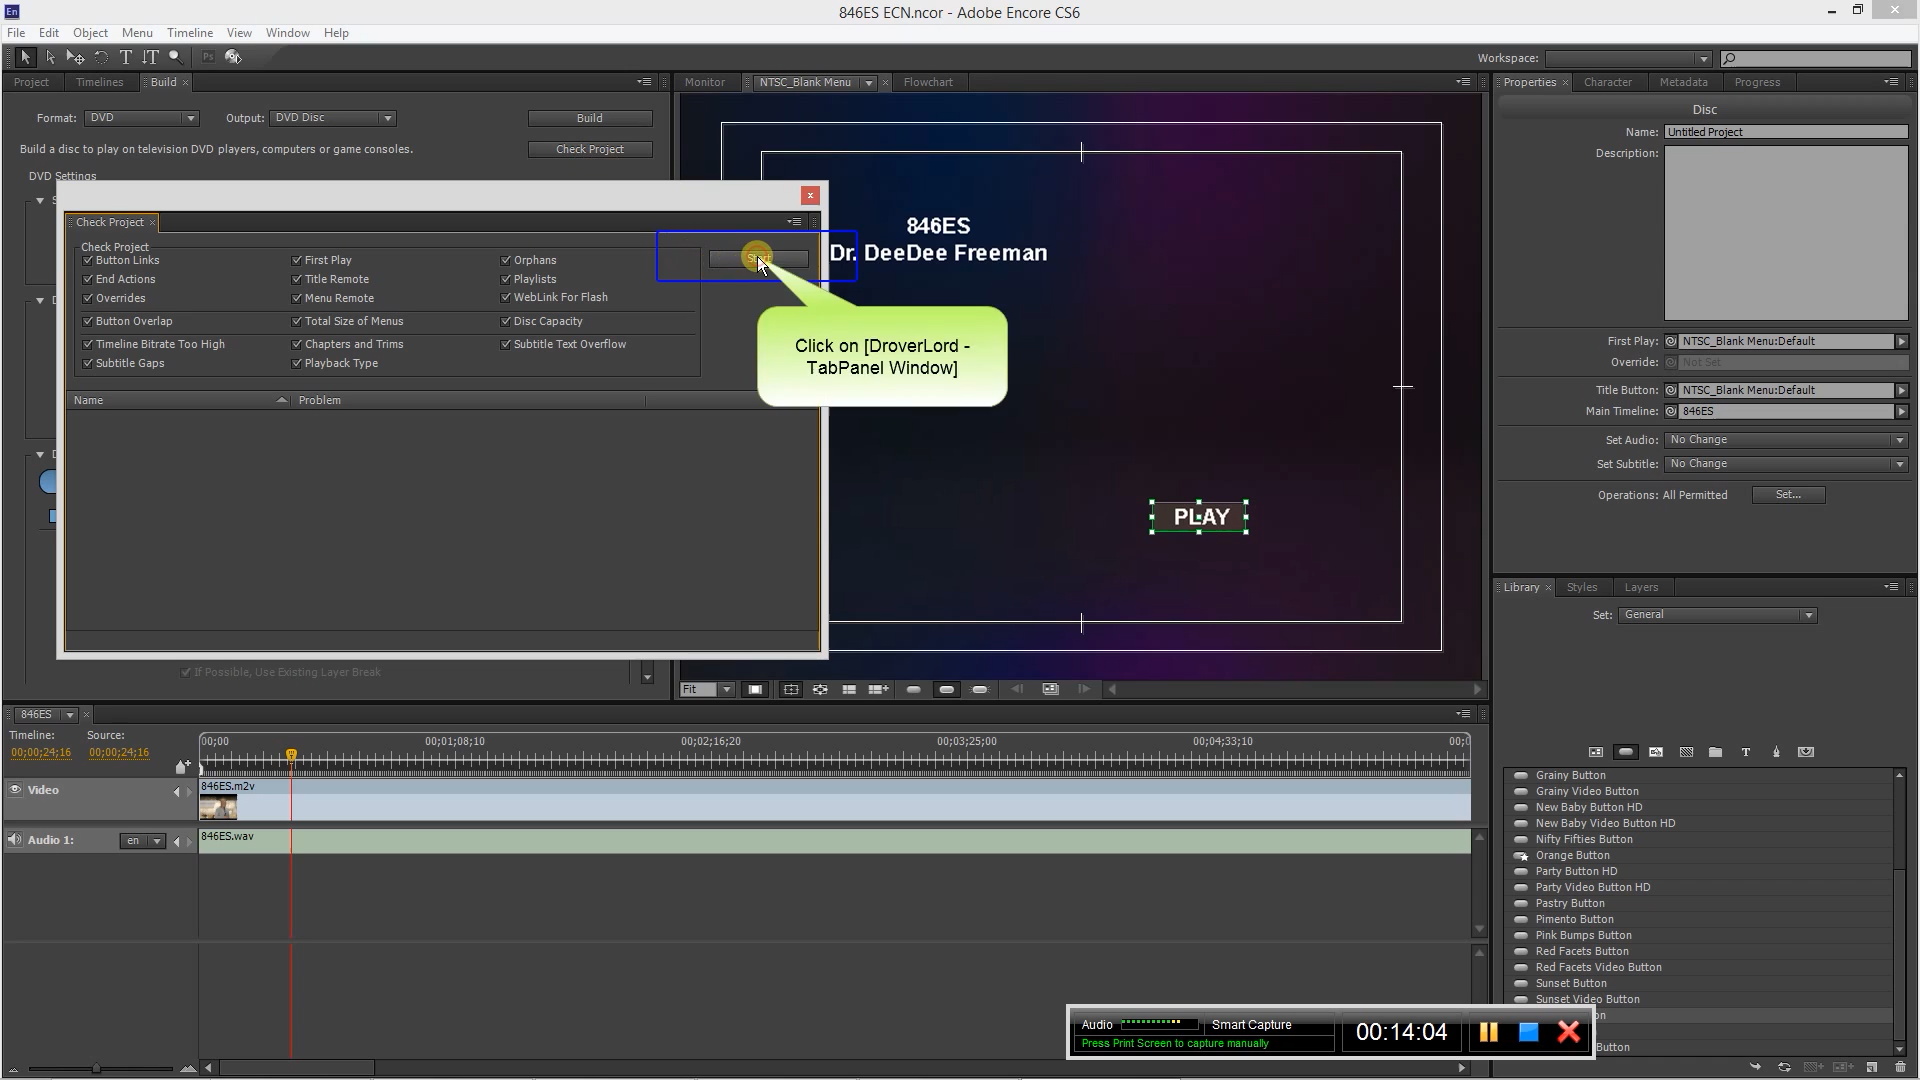 En
846ES ECN.ncor - Adobe Encore CS6
File Edit Object Menu Timeline View Window Help
Ps
Workspace:
Project Timelines Build
Monitor NTSC_Blank Menu Flowchart
Properties Character Metadata Progress
Format: DVD Output: DVD Disc Build
Build a disc to play on television DVD players, computers or game consoles. Check Project
DVD Settings
Check Project
Check Project
Button Links First Play Orphans
Start
End Actions Title Remote Playlists
Overrides Menu Remote WebLink For Flash
Button Overlap Total Size of Menus Disc Capacity
Timeline Bitrate Too High Chapters and Trims Subtitle Text Overflow
Subtitle Gaps Playback Type
Name Problem
If Possible, Use Existing Layer Break
846ES
Dr. DeeDee Freeman
Click on [DroverLord -
TabPanel Window]
PLAY
Fit
Disc
Name: Untitled Project
Description:
First Play: NTSC_Blank Menu:Default
Override: Not Set
Title Button: NTSC_Blank Menu:Default
Main Timeline: 846ES
Set Audio: No Change
Set Subtitle: No Change
Operations: All Permitted Set...
Library Styles Layers
Set: General
846ES
Timeline: Source:
00;00;24;16 00;00;24;16
00;00 00;01;08;10 00;02;16;20 00;03;25;00 00;04;33;10
Video
846ES.m2v
Audio 1: en
846ES.wav
Grainy Button
Grainy Video Button
New Baby Button HD
New Baby Video Button HD
Nifty Fifties Button
Orange Button
Party Button HD
Party Video Button HD
Pastry Button
Pimento Button
Pink Bumps Button
Red Facets Button
Red Facets Video Button
Sunset Button
Sunset Video Button
Button
Audio Smart Capture
Press Print Screen to capture manually
00:14:04